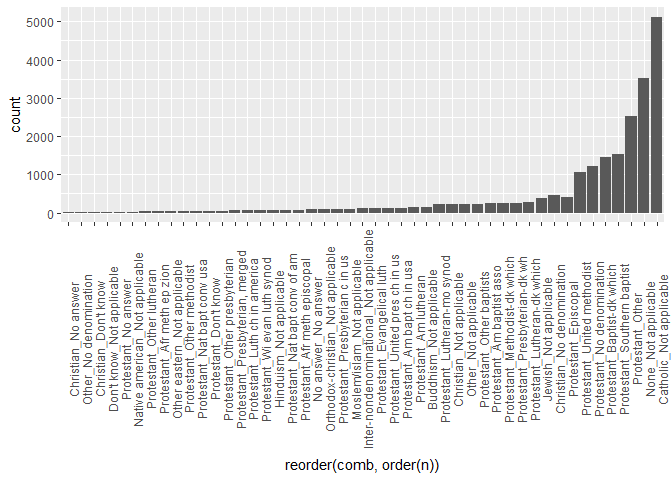 5000
4000
3000
2000
1000
0
count
Christian_No answer
Other_No denomination
Christian_Don't know
Don't know_Not applicable
Protestant_No answer
Native american_Not applicable
Protestant_Other lutheran
Protestant_Afr meth ep zion
Other eastern_Not applicable
Protestant_Other methodist
Protestant_Nat bapt conv usa
Protestant_Don't know
Protestant_Other presbyterian
Protestant_Presbyterian, merged
Protestant_Luth ch in america
Protestant_Wi evan luth synod
Hinduism_Not applicable
Protestant_Nat bapt conv of am
Protestant_Afr meth episcopal
No answer_No answer
Orthodox-christian_Not applicable
Protestant_Presbyterian c in us
Moslem/islam_Not applicable
Inter-nondenominational_Not applicable
Protestant_Evangelical luth
Protestant_United pres ch in us
Protestant_Am bapt ch in usa
Protestant_Am lutheran
Buddhism_Not applicable
Protestant_Lutheran-mo synod
Christian_Not applicable
Other_Not applicable
Protestant_Other baptists
Protestant_Am baptist asso
Protestant_Methodist-dk which
Protestant_Presbyterian-dk wh
Protestant_Lutheran-dk which
Jewish_Not applicable
Christian_No denomination
Protestant_Episcopal
Protestant_United methodist
Protestant_No denomination
Protestant_Baptist-dk which
Protestant_Southern baptist
Protestant_Other
None_Not applicable
Catholic_Not applicable
reorder(comb, order(n))